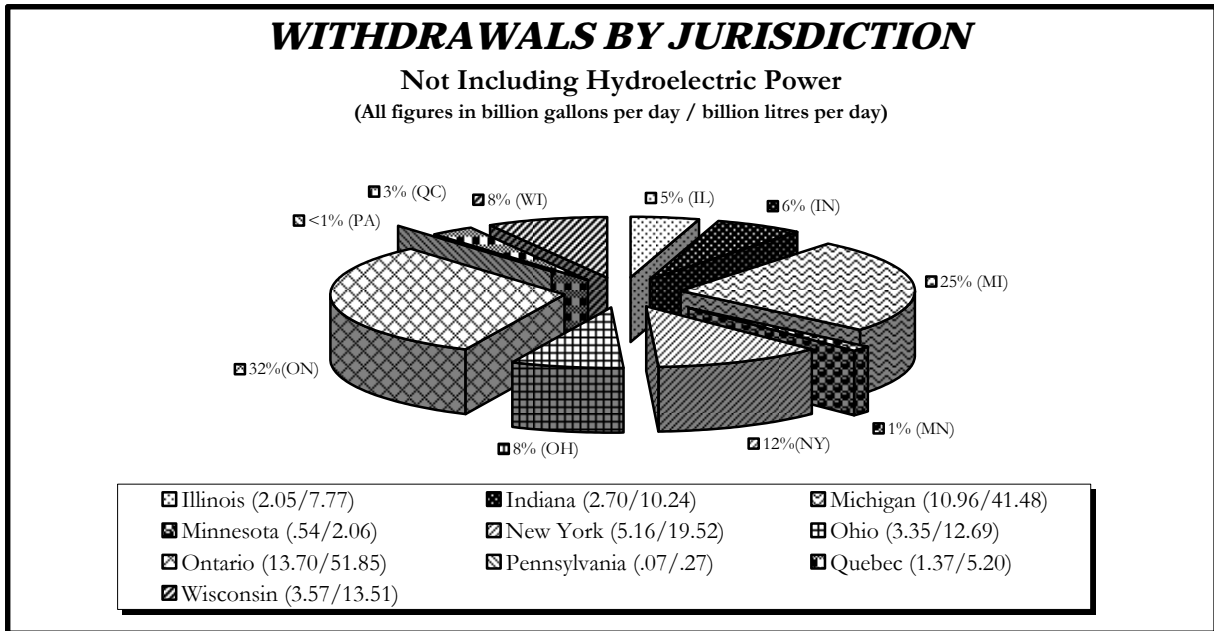 WITHDRAWALS BY JURISDICTION
Not Including Hydroelectric Power
(All figures in billion gallons per day / billion litres per day)
3% (QC)
8% (WI)
5% (IL)
6% (IN)
<1% (PA)
25% (MI)
32%(ON)
1% (MN)
8% (OH)
12%(NY)
Illinois (2.05/7.77)
Indiana (2.70/10.24)
Michigan (10.96/41.48)
Minnesota (.54/2.06)
New York (5.16/19.52)
Ohio (3.35/12.69)
Ontario (13.70/51.85)
Pennsylvania (.07/.27)
Quebec (1.37/5.20)
Wisconsin (3.57/13.51)